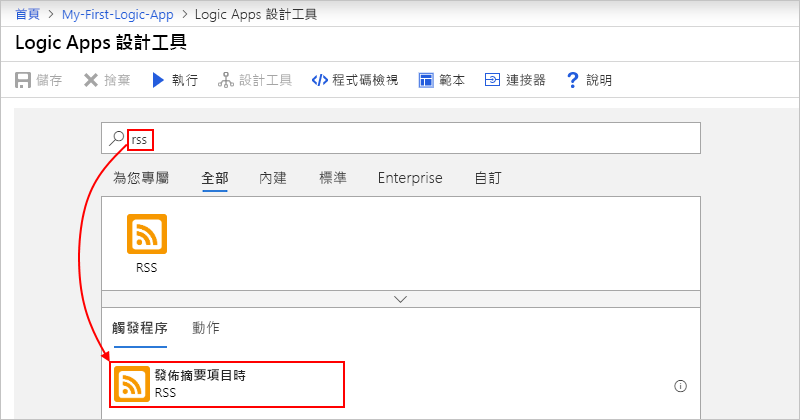 首頁 > My-First-Logic-App > Logic Apps 設計工具
Logic Apps 設計工具
儲存 捨棄 執行 設計工具 </> 程式碼檢視 範本 連接器 ? 說明
rss
為您專屬 全部 內建 標準 Enterprise 自訂
RSS
觸發程序 動作
發佈摘要項目時
RSS